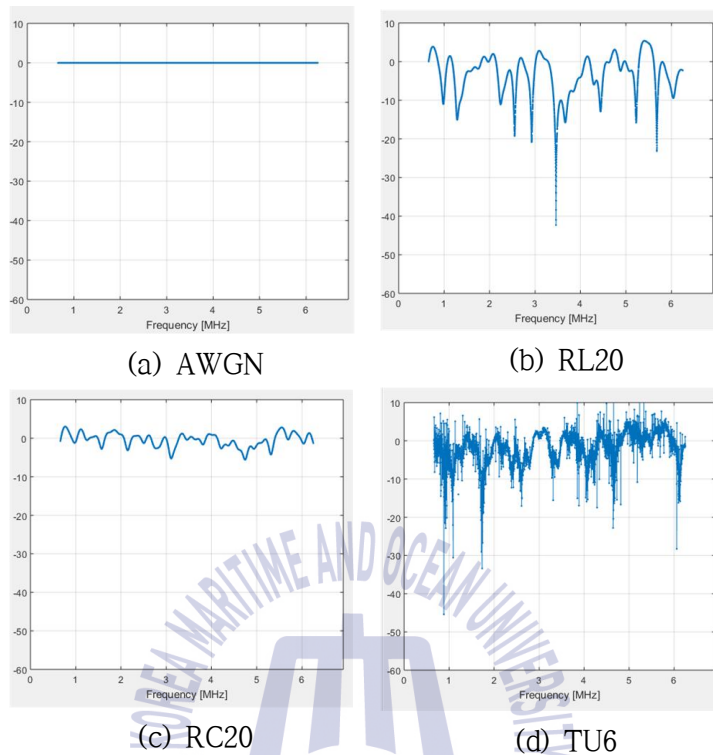 10
0
-10
-20
-30
-40
-50
-60
0 1 2 3 4 5 6
Frequency [MHz]
(a) AWGN
10
0
-10
-20
-30
-40
-50
-60
0 1 2 3 4 5 6
Frequency [MHz]
(b) RL20
10
0
-10
-20
-30
-40
-50
-60
0 1 2 3 4 5 6
Frequency [MHz]
(c) RC20
10
0
-10
-20
-30
-40
-50
-60
0 1 2 3 4 5 6
Frequency [MHz]
(d) TU6
KOREA MARITIME AND OCEAN UNIVERSITY